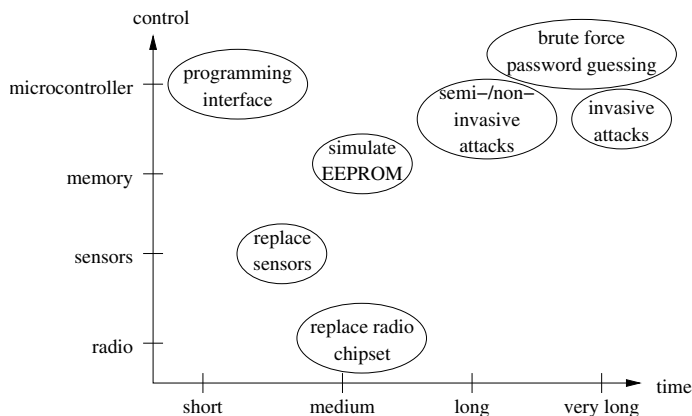 control
brute force
password guessing
programming
interface
microcontroller
semi–/non–
invasive
attacks
invasive
attacks
simulate
EEPROM
memory
replace
sensors
sensors
replace radio
chipset
radio
time
short
medium
long
very long